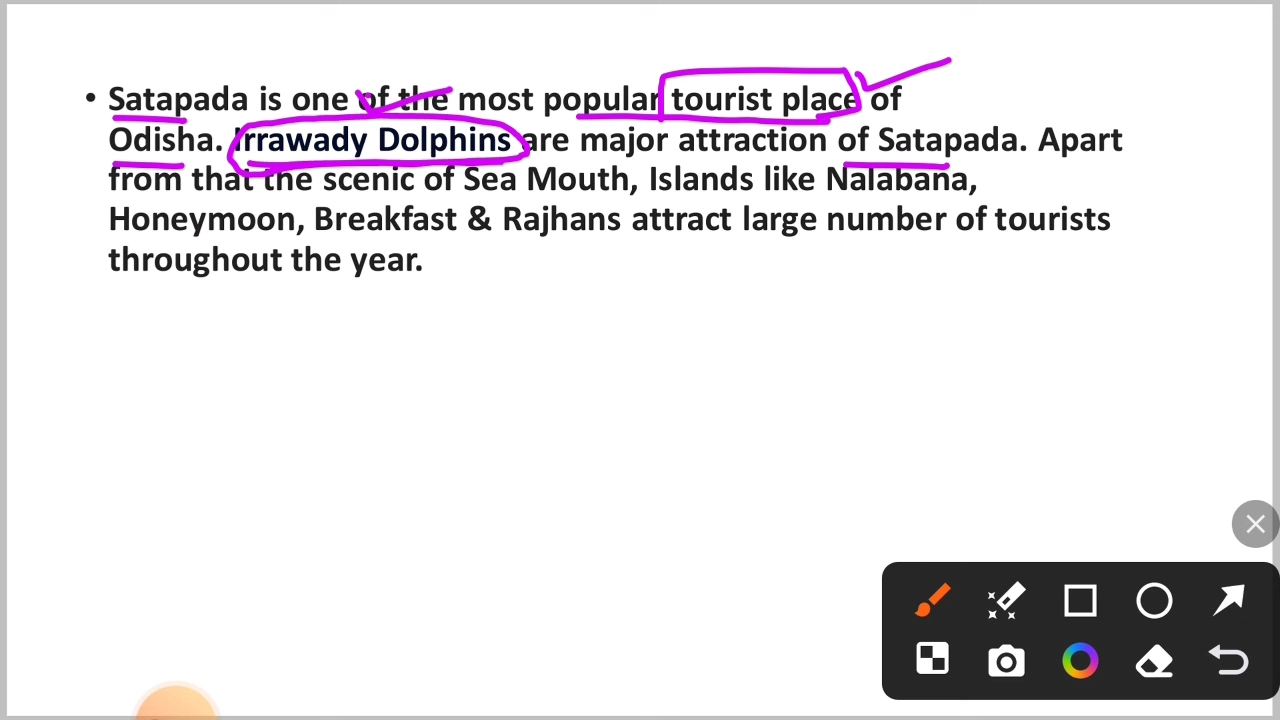 • Satapada is one of the most popular tourist place of
Odisha. Irrawady Dolphins are major attraction of Satapada. Apart
from that the scenic of Sea Mouth, Islands like Nalabana,
Honeymoon, Breakfast & Rajhans attract large number of tourists
throughout the year.